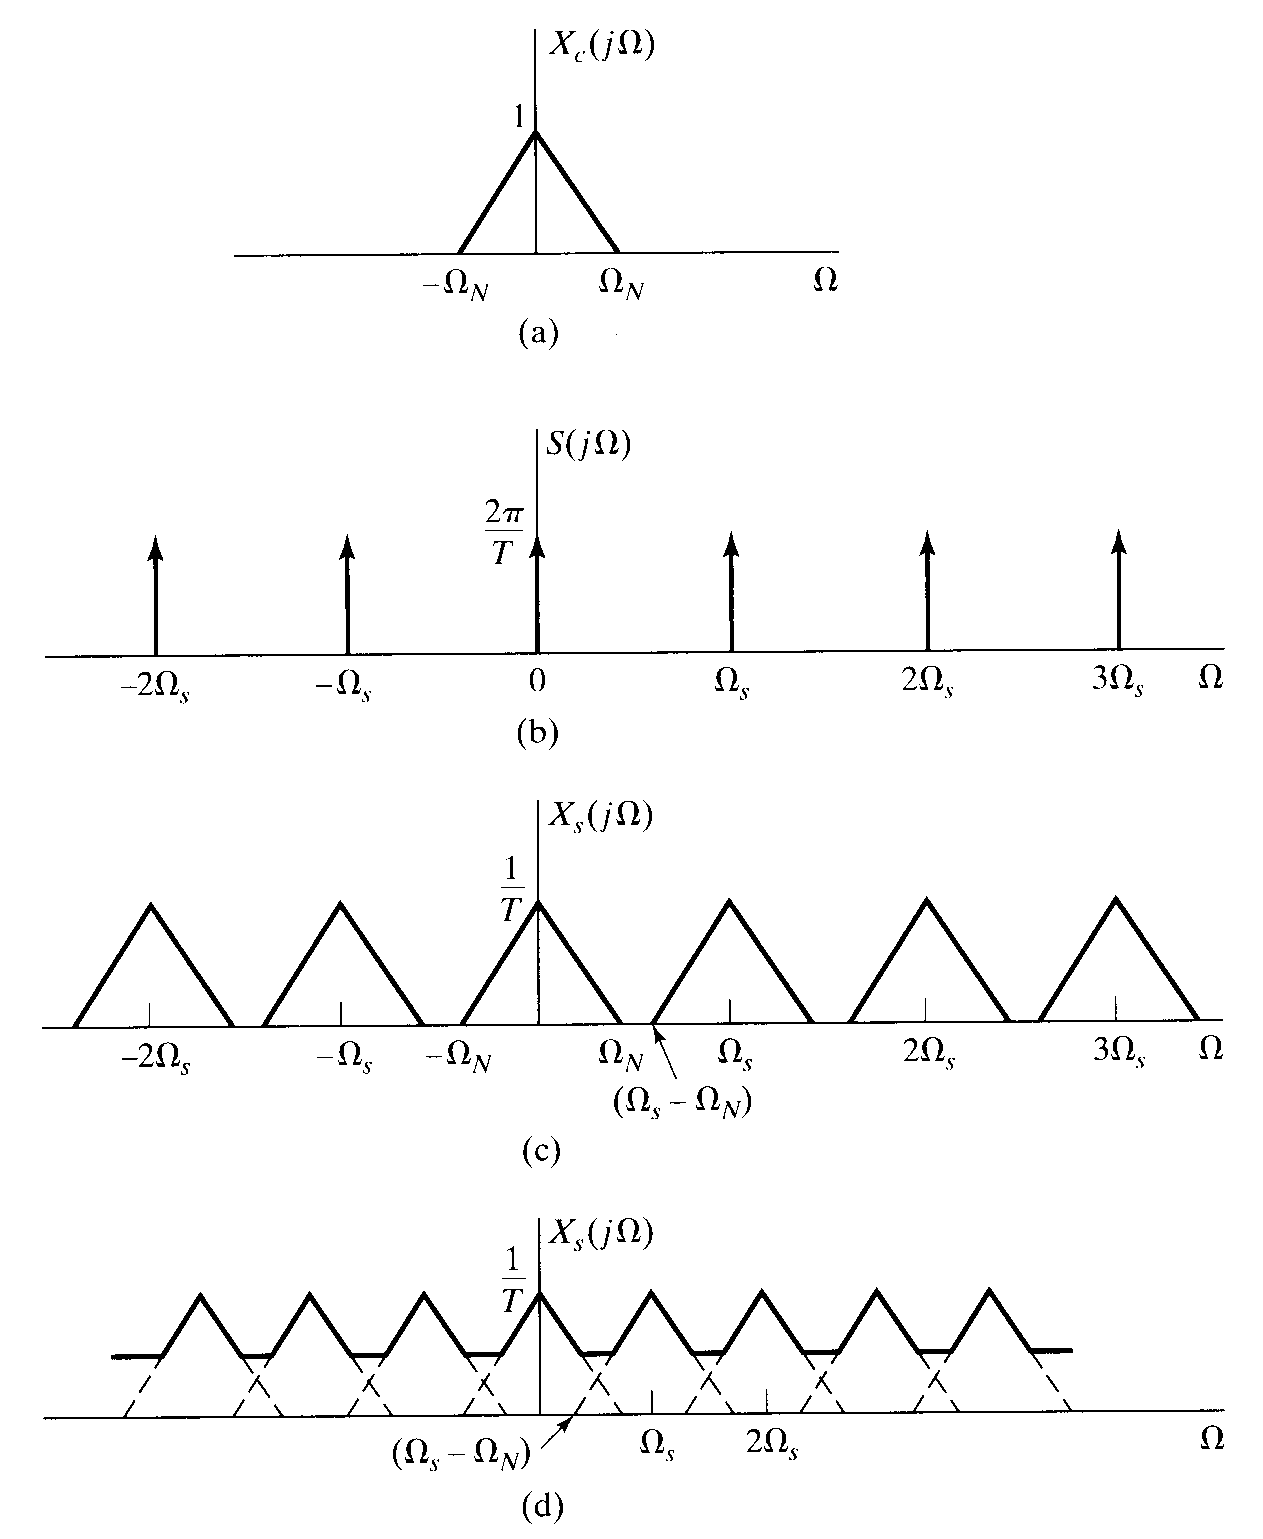 X_c(jΩ)
1
−Ω_N Ω_N Ω
(a)
S(jΩ)
2π/T
−2Ω_s −Ω_s 0 Ω_s 2Ω_s 3Ω_s Ω
(b)
X_s(jΩ)
1/T
−2Ω_s −Ω_s −Ω_N Ω_N Ω_s 2Ω_s 3Ω_s Ω
(Ω_s − Ω_N)
(c)
X_s(jΩ)
1/T
(Ω_s − Ω_N) Ω_s 2Ω_s Ω
(d)